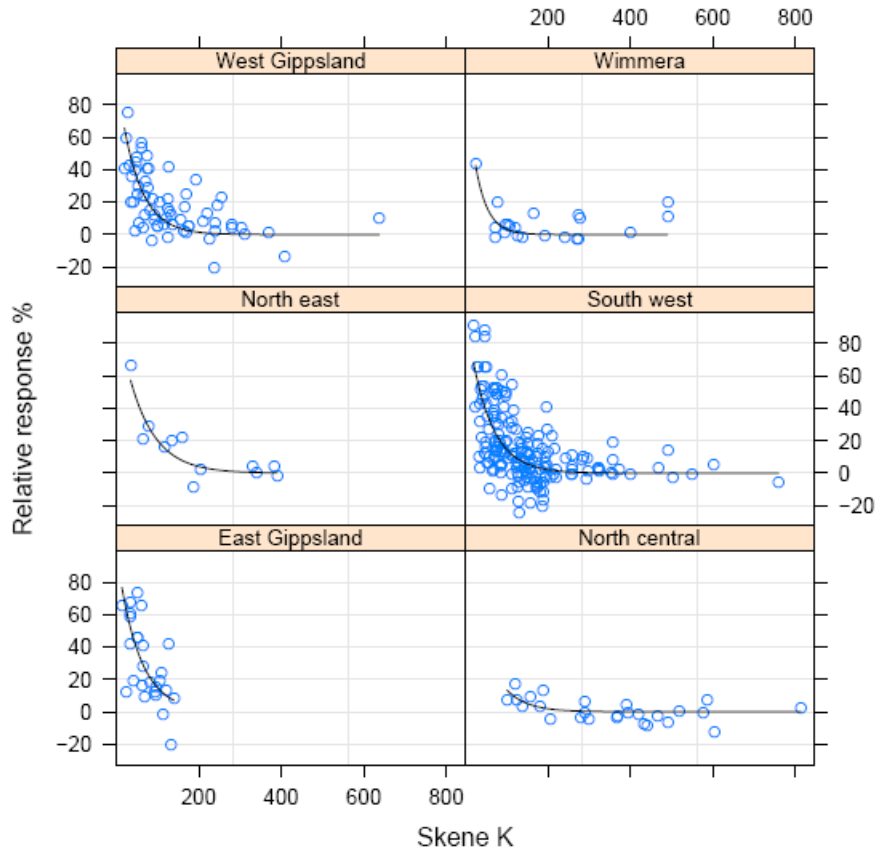 200 400 600 800
West Gippsland Wimmera
80
60
40
20
0
−20
North east South west
80
60
40
20
0
−20
East Gippsland North central
80
60
40
20
0
−20
200 400 600 800
Skene K
Relative response %